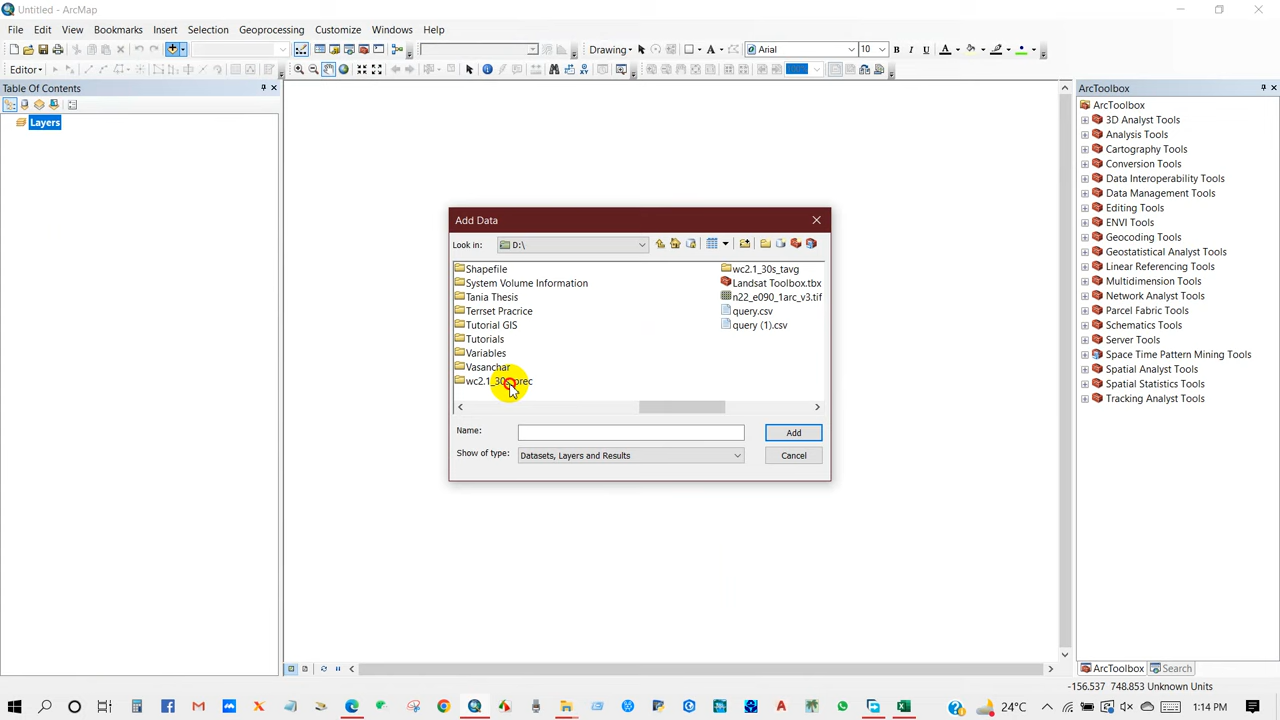 Untitled - ArcMap
File Edit View Bookmarks Insert Selection Geoprocessing Customize Windows Help
Drawing Arial 10 B I U A
Editor
Table Of Contents
Layers
Add Data
Look in: D:\
Shapefile
System Volume Information
Tania Thesis
Terrset Pracrice
Tutorial GIS
Tutorials
Variables
Vasanchar
wc2.1_30s_prec
wc2.1_30s_tavg
Landsat Toolbox.tbx
n22_e090_1arc_v3.tif
query.csv
query (1).csv
Name:
Add
Show of type: Datasets, Layers and Results
Cancel
ArcToolbox
ArcToolbox
3D Analyst Tools
Analysis Tools
Cartography Tools
Conversion Tools
Data Interoperability Tools
Data Management Tools
Editing Tools
ENVI Tools
Geocoding Tools
Geostatistical Analyst Tools
Linear Referencing Tools
Multidimension Tools
Network Analyst Tools
Parcel Fabric Tools
Schematics Tools
Server Tools
Space Time Pattern Mining Tools
Spatial Analyst Tools
Spatial Statistics Tools
Tracking Analyst Tools
ArcToolbox Search
-156.537 748.853 Unknown Units
24°C 1:14 PM